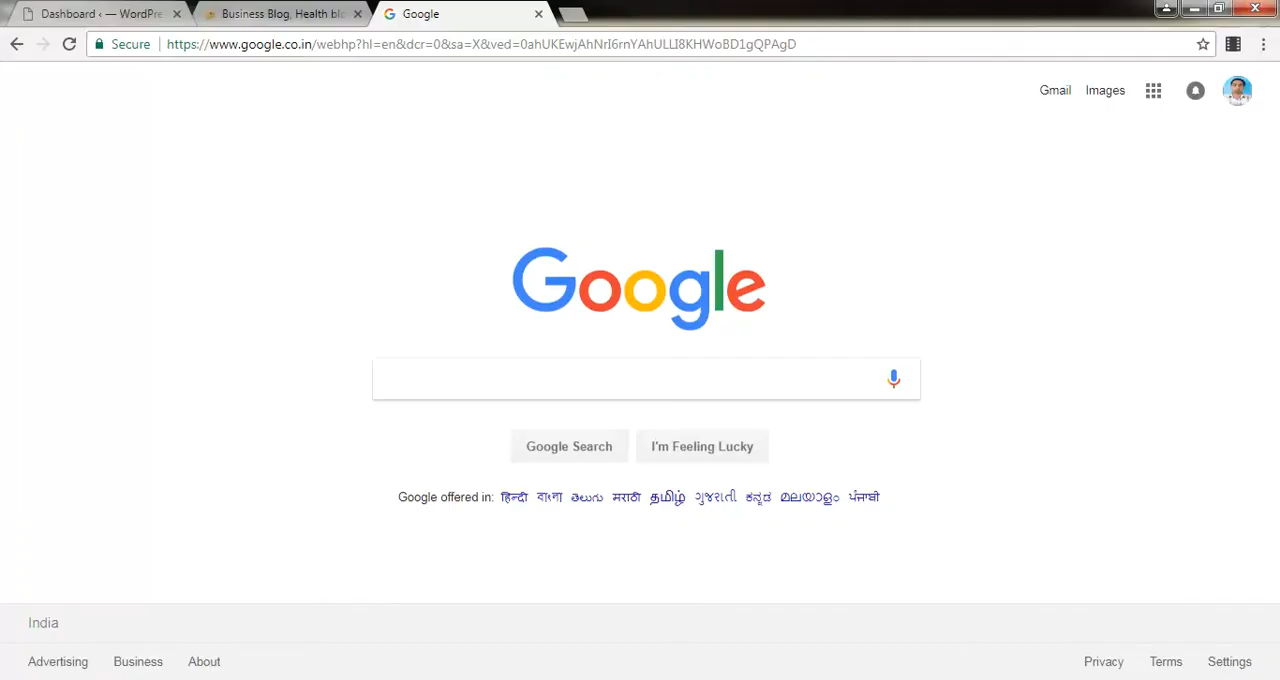 Dashboard ‹ — WordPre
Business Blog, Health blo
Google
Secure
https://www.google.co.in/webhp?hl=en&dcr=0&sa=X&ved=0ahUKEwjAhNrI6rnYAhULLI8KHWoBD1gQPAgD
Gmail Images
Google
Google Search I'm Feeling Lucky
Google offered in: हिन्दी বাংলা తెలుగు मराठी தமிழ் ગુજરાતી ಕನ್ನಡ മലയാളം ਪੰਜਾਬੀ
India
Advertising Business About Privacy Terms Settings